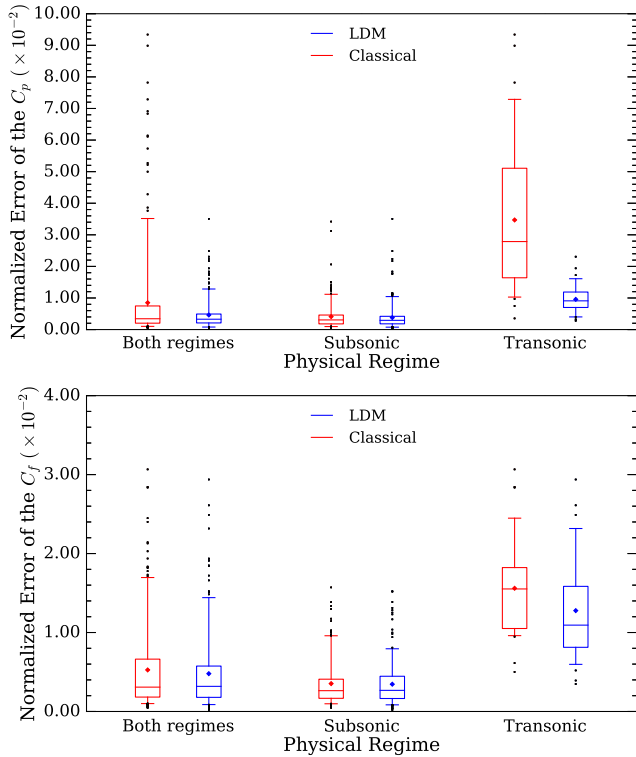 Normalized Error of the C_p (×10^−2)
10.00
9.00
8.00
7.00
6.00
5.00
4.00
3.00
2.00
1.00
0.00
LDM
Classical
Both regimes
Subsonic
Transonic
Physical Regime
Normalized Error of the C_f (×10^−2)
4.00
3.00
2.00
1.00
0.00
LDM
Classical
Both regimes
Subsonic
Transonic
Physical Regime